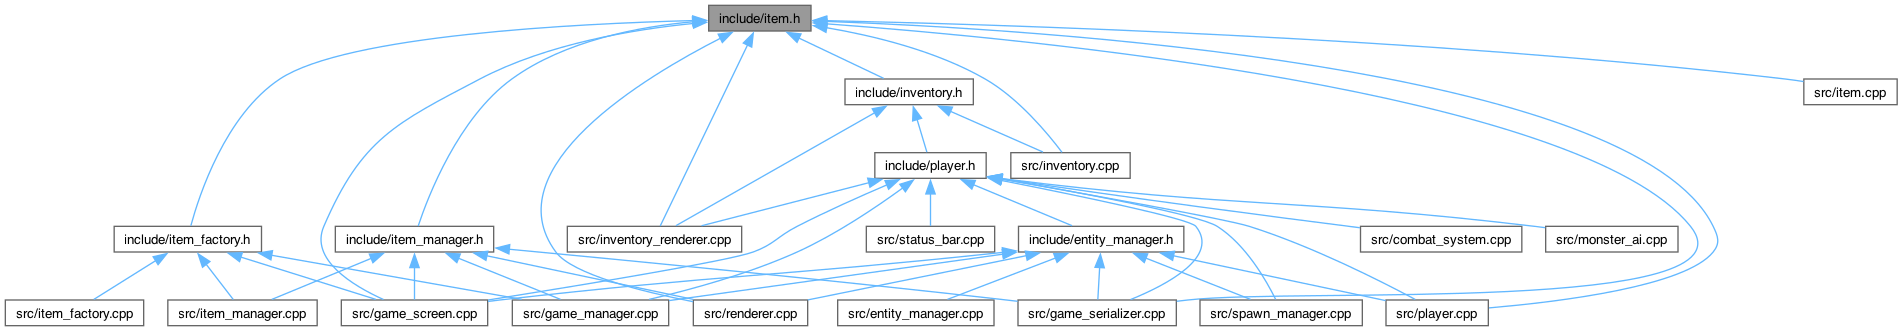 include/item.h
include/inventory.h
src/item.cpp
include/player.h
src/inventory.cpp
include/item_factory.h
include/item_manager.h
src/inventory_renderer.cpp
src/status_bar.cpp
include/entity_manager.h
src/combat_system.cpp
src/monster_ai.cpp
src/item_factory.cpp
src/item_manager.cpp
src/game_screen.cpp
src/game_manager.cpp
src/renderer.cpp
src/entity_manager.cpp
src/game_serializer.cpp
src/spawn_manager.cpp
src/player.cpp